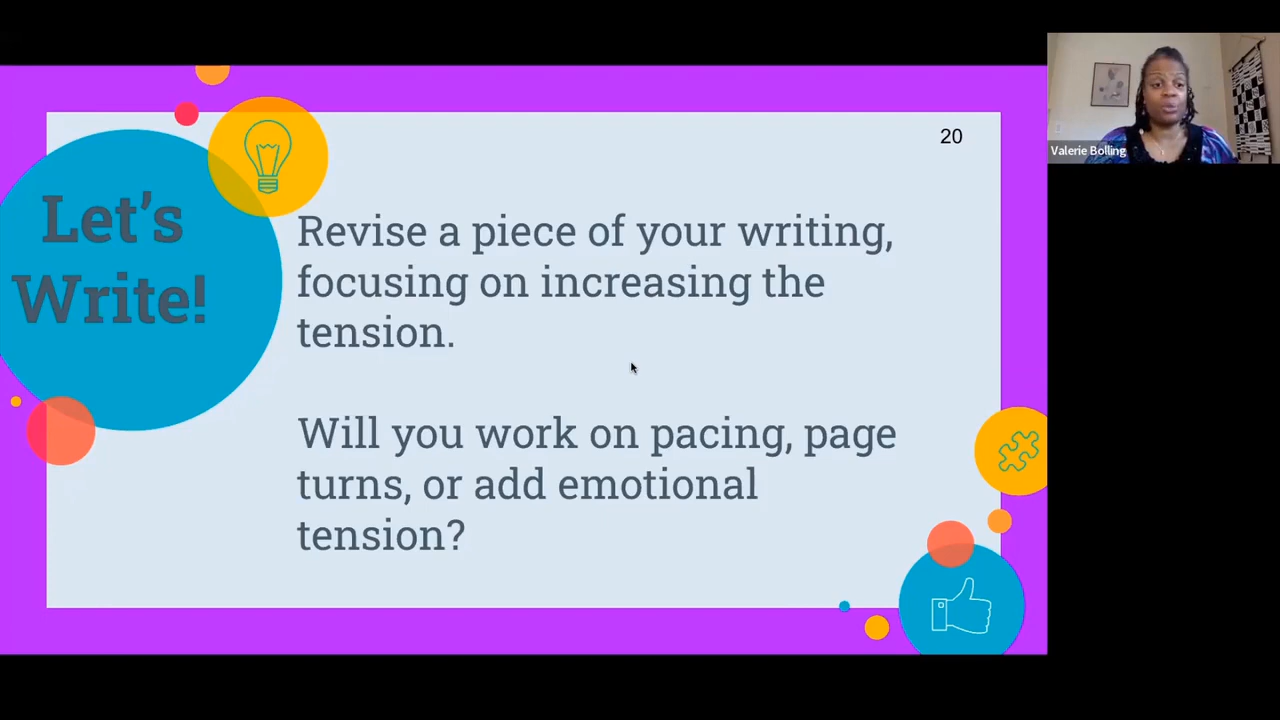 Let's
Write!
20
Revise a piece of your writing,
focusing on increasing the
tension.
Will you work on pacing, page
turns, or add emotional
tension?
Valerie Bolling